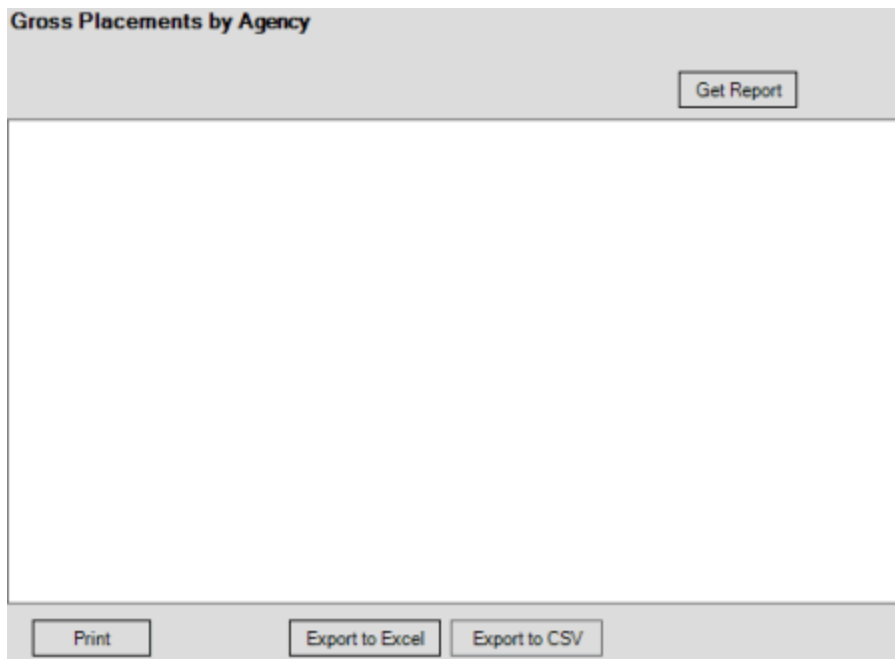 Gross Placements by Agency
Get Report
Print Export to Excel Export to CSV